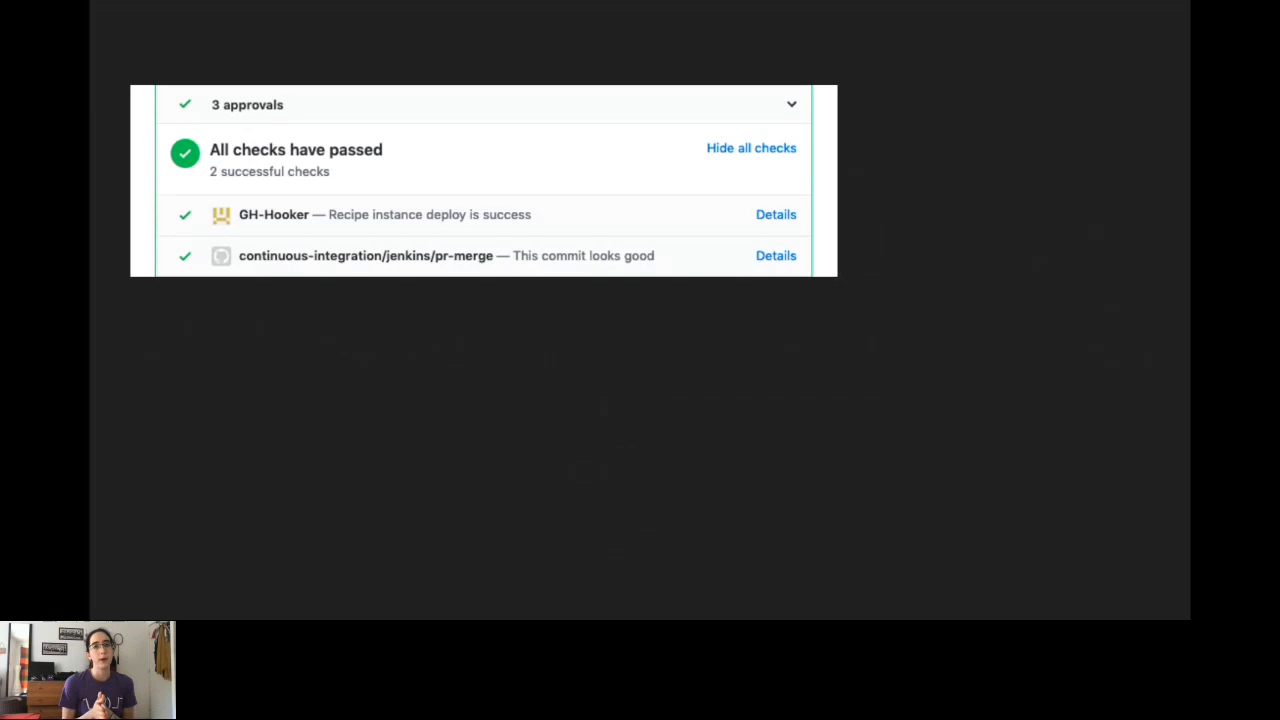 3 approvals
All checks have passed
Hide all checks
2 successful checks
GH-Hooker — Recipe instance deploy is success
Details
continuous-integration/jenkins/pr-merge — This commit looks good
Details